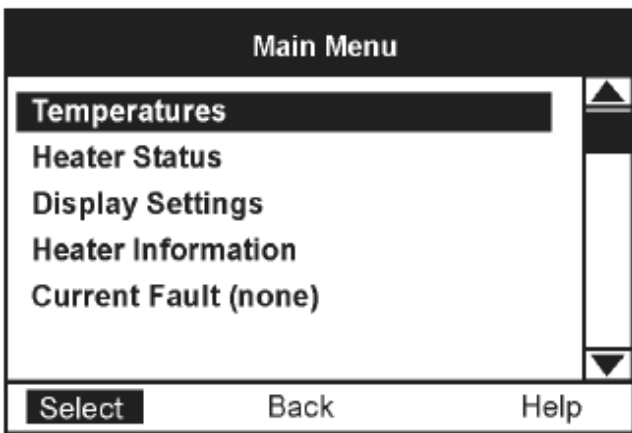 Main Menu
Temperatures
Heater Status
Display Settings
Heater Information
Current Fault (none)
Select Back Help